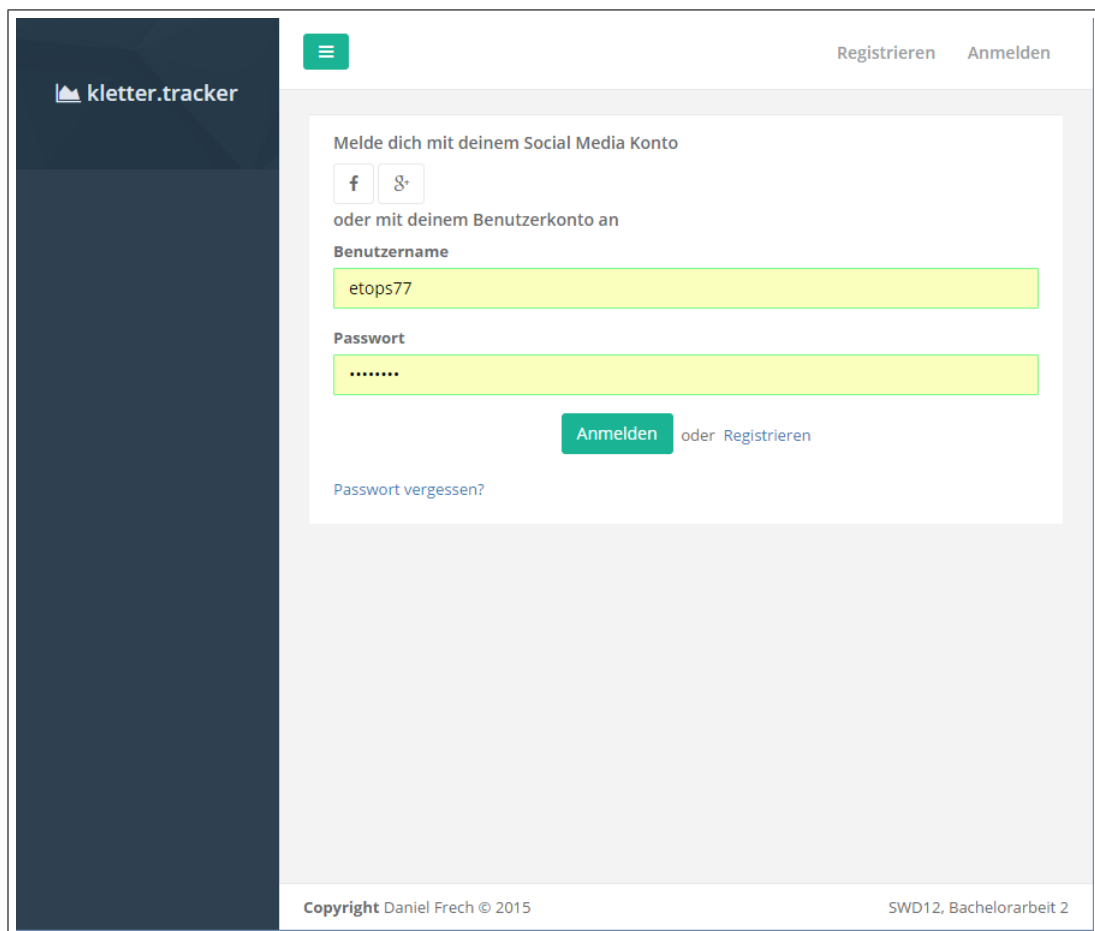 kletter.tracker
Registrieren Anmelden
Melde dich mit deinem Social Media Konto
oder mit deinem Benutzerkonto an
Benutzername
etops77
Passwort
••••••••
Anmelden oder Registrieren
Passwort vergessen?
Copyright Daniel Frech © 2015
SWD12, Bachelorarbeit 2